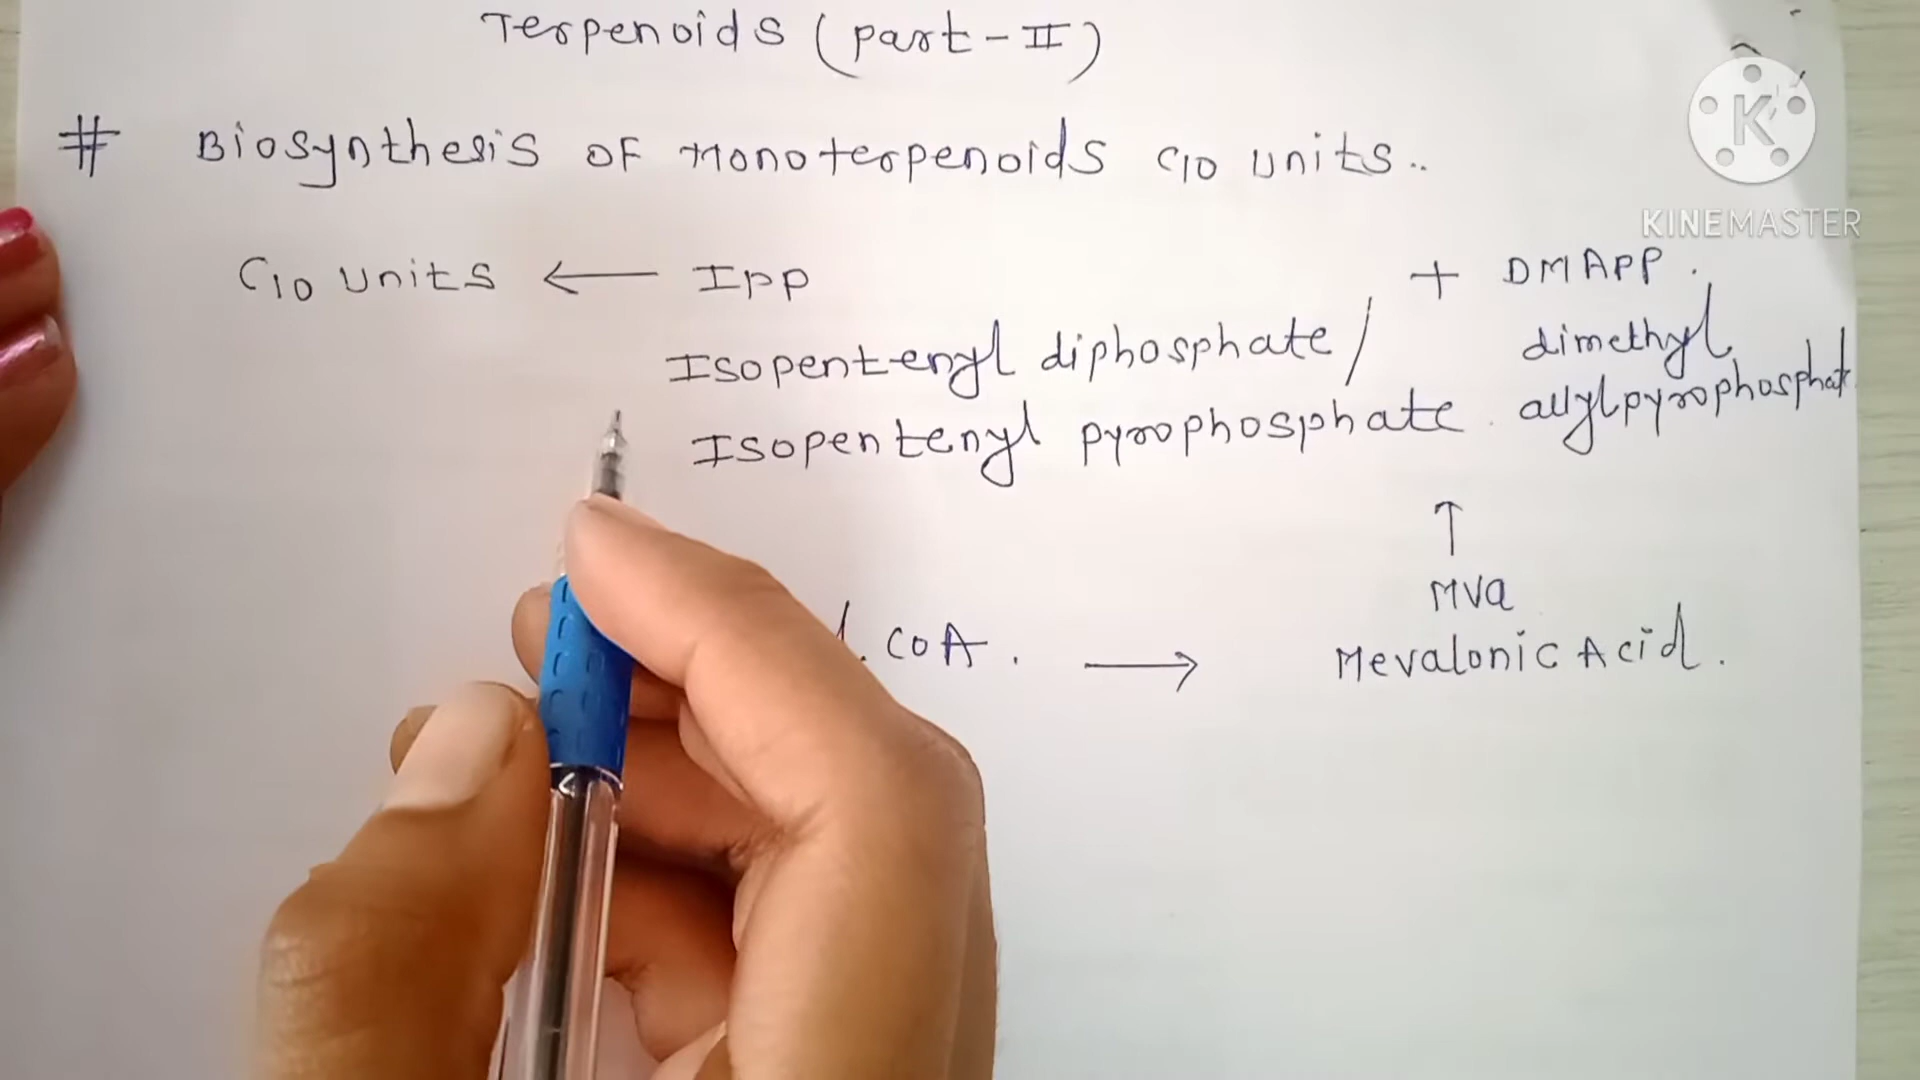 Terpenoids (part-II)
# Biosynthesis OF Monoterpenoids C10 Units..
C10 Units ← IPP + DMAPP.
Isopentenyl diphosphate / dimethyl
Isopentenyl pyrophosphate. allylpyrophosphate
↑
MVa
CoA. → Mevalonic Acid.
K
KINEMASTER